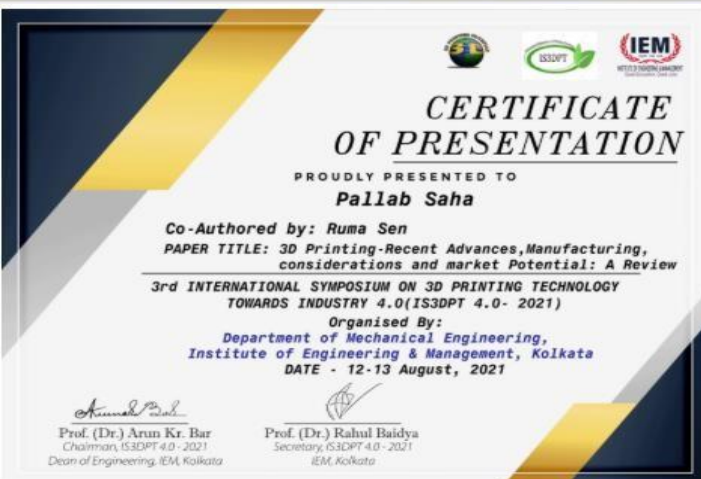 IS3DPT
IEM
INSTITUTE OF ENGINEERING & MANAGEMENT
CERTIFICATE
OF PRESENTATION
PROUDLY PRESENTED TO
Pallab Saha
Co-Authored by: Ruma Sen
PAPER TITLE: 3D Printing-Recent Advances,Manufacturing,
considerations and market Potential: A Review
3rd INTERNATIONAL SYMPOSIUM ON 3D PRINTING TECHNOLOGY
TOWARDS INDUSTRY 4.0(IS3DPT 4.0- 2021)
Organised By:
Department of Mechanical Engineering,
Institute of Engineering & Management, Kolkata
DATE - 12-13 August, 2021
Prof. (Dr.) Arun Kr. Bar
Chairman, IS3DPT 4.0 - 2021
Dean of Engineering, IEM, Kolkata
Prof. (Dr.) Rahul Baidya
Secretary, IS3DPT 4.0 - 2021
IEM, Kolkata